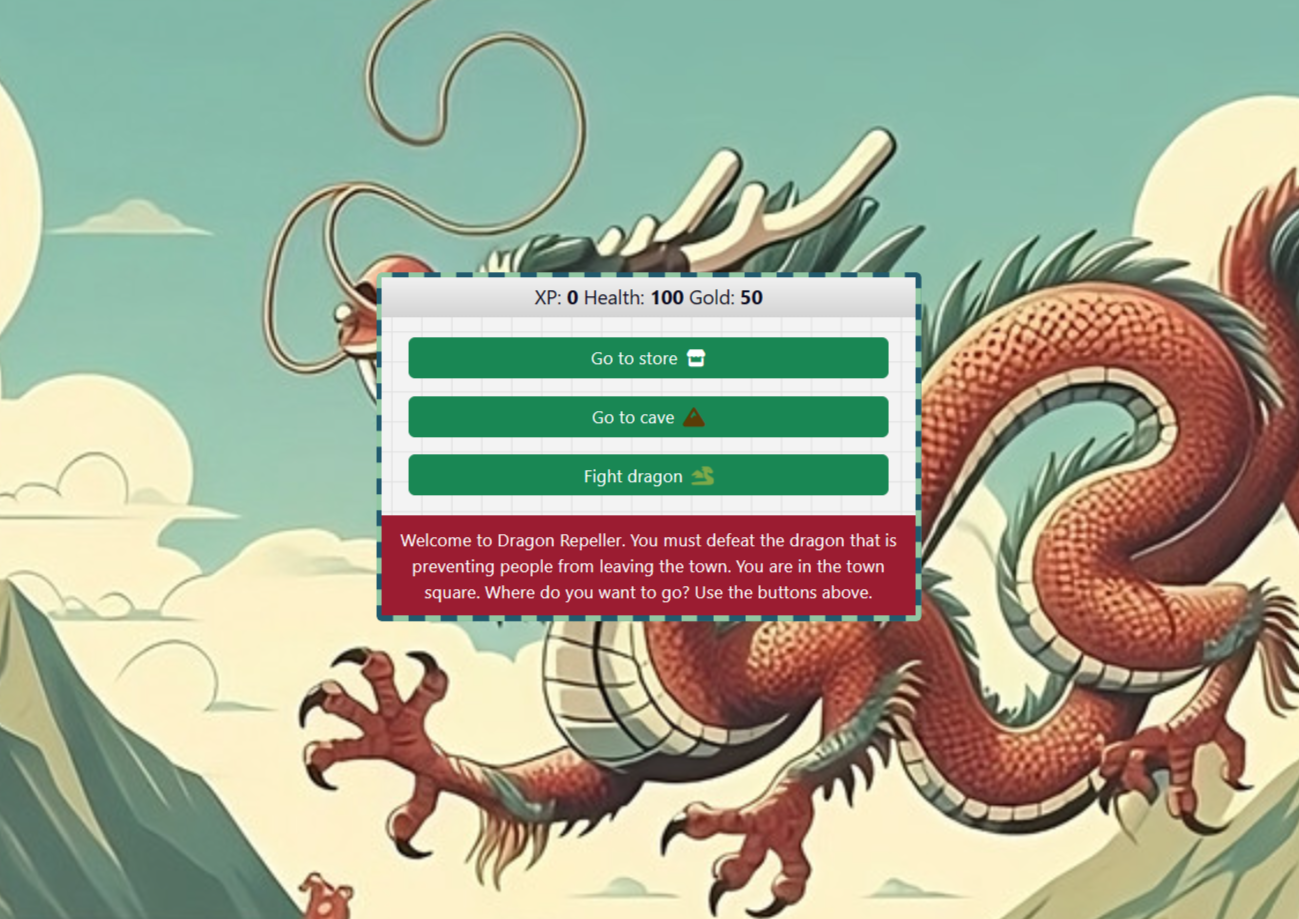 XP: 0 Health: 100 Gold: 50
Go to store
Go to cave
Fight dragon
Welcome to Dragon Repeller. You must defeat the dragon that is
preventing people from leaving the town. You are in the town
square. Where do you want to go? Use the buttons above.